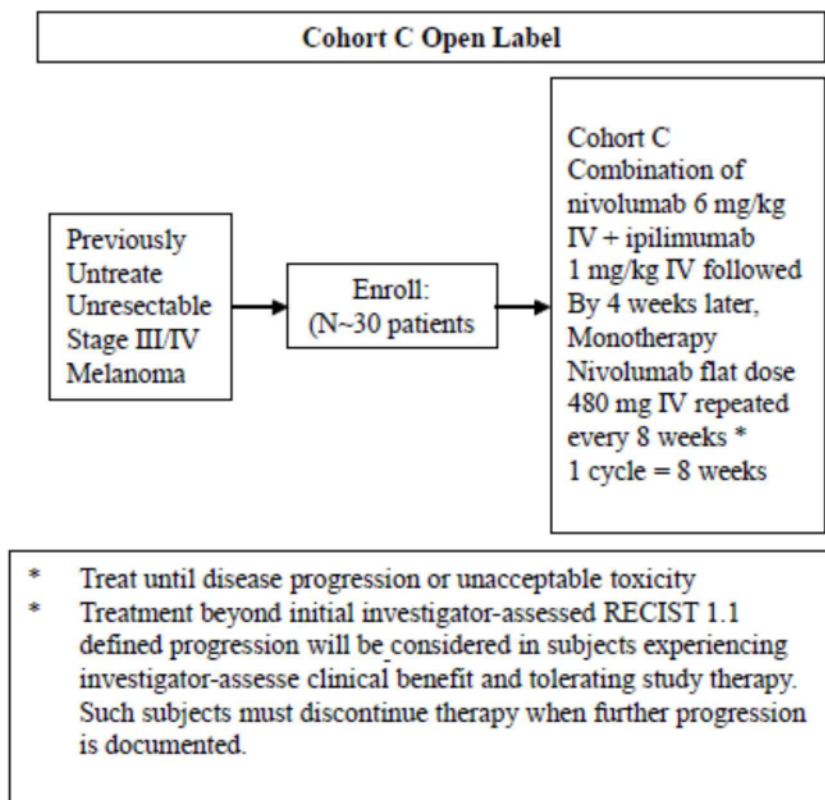 Cohort C Open Label
Previously
Untreate
Unresectable
Stage III/IV
Melanoma
Enroll:
(N~30 patients
Cohort C
Combination of
nivolumab 6 mg/kg
IV + ipilimumab
1 mg/kg IV followed
By 4 weeks later,
Monotherapy
Nivolumab flat dose
480 mg IV repeated
every 8 weeks *
1 cycle = 8 weeks
* Treat until disease progression or unacceptable toxicity
* Treatment beyond initial investigator-assessed RECIST 1.1
defined progression will be considered in subjects experiencing
investigator-assesse clinical benefit and tolerating study therapy.
Such subjects must discontinue therapy when further progression
is documented.